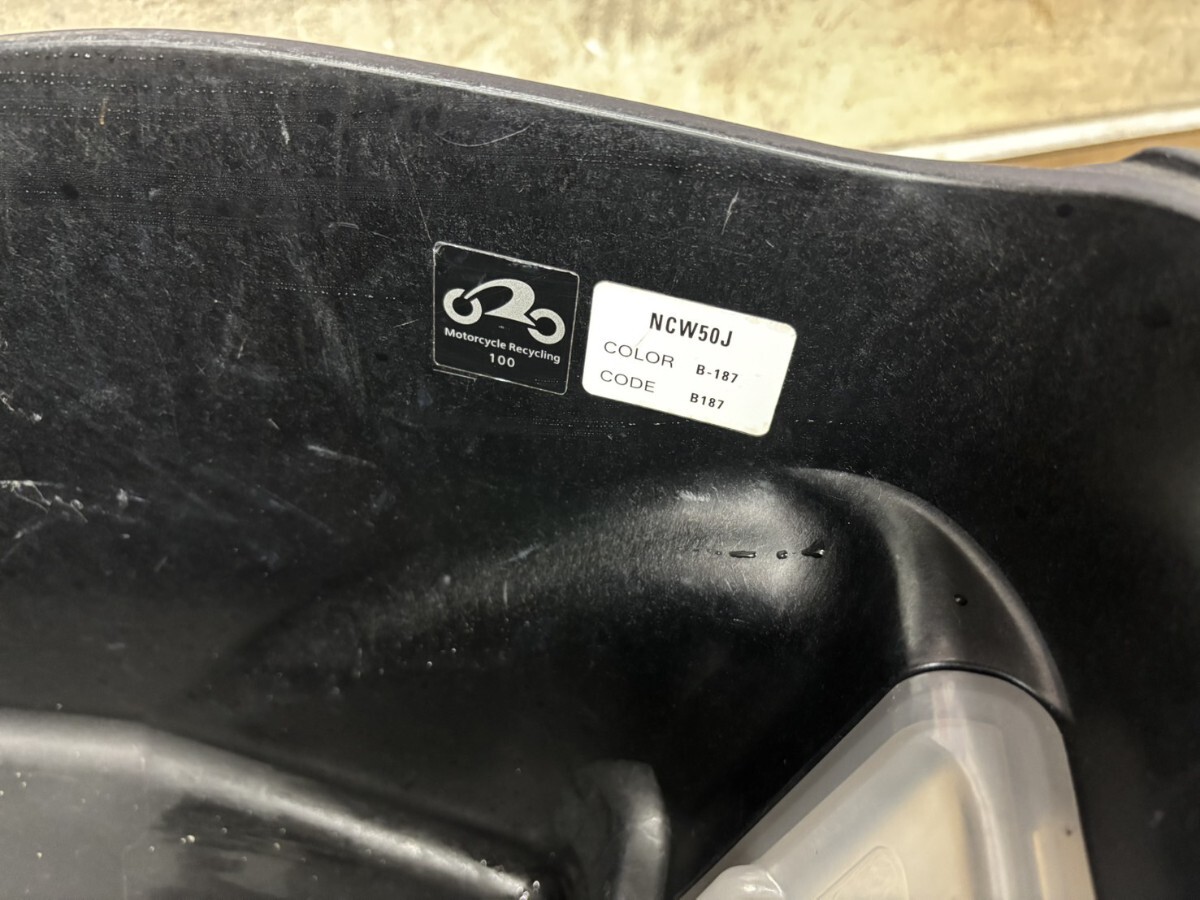 Motorcycle Recycling
100
NCW50J
COLOR B-187
CODE B187